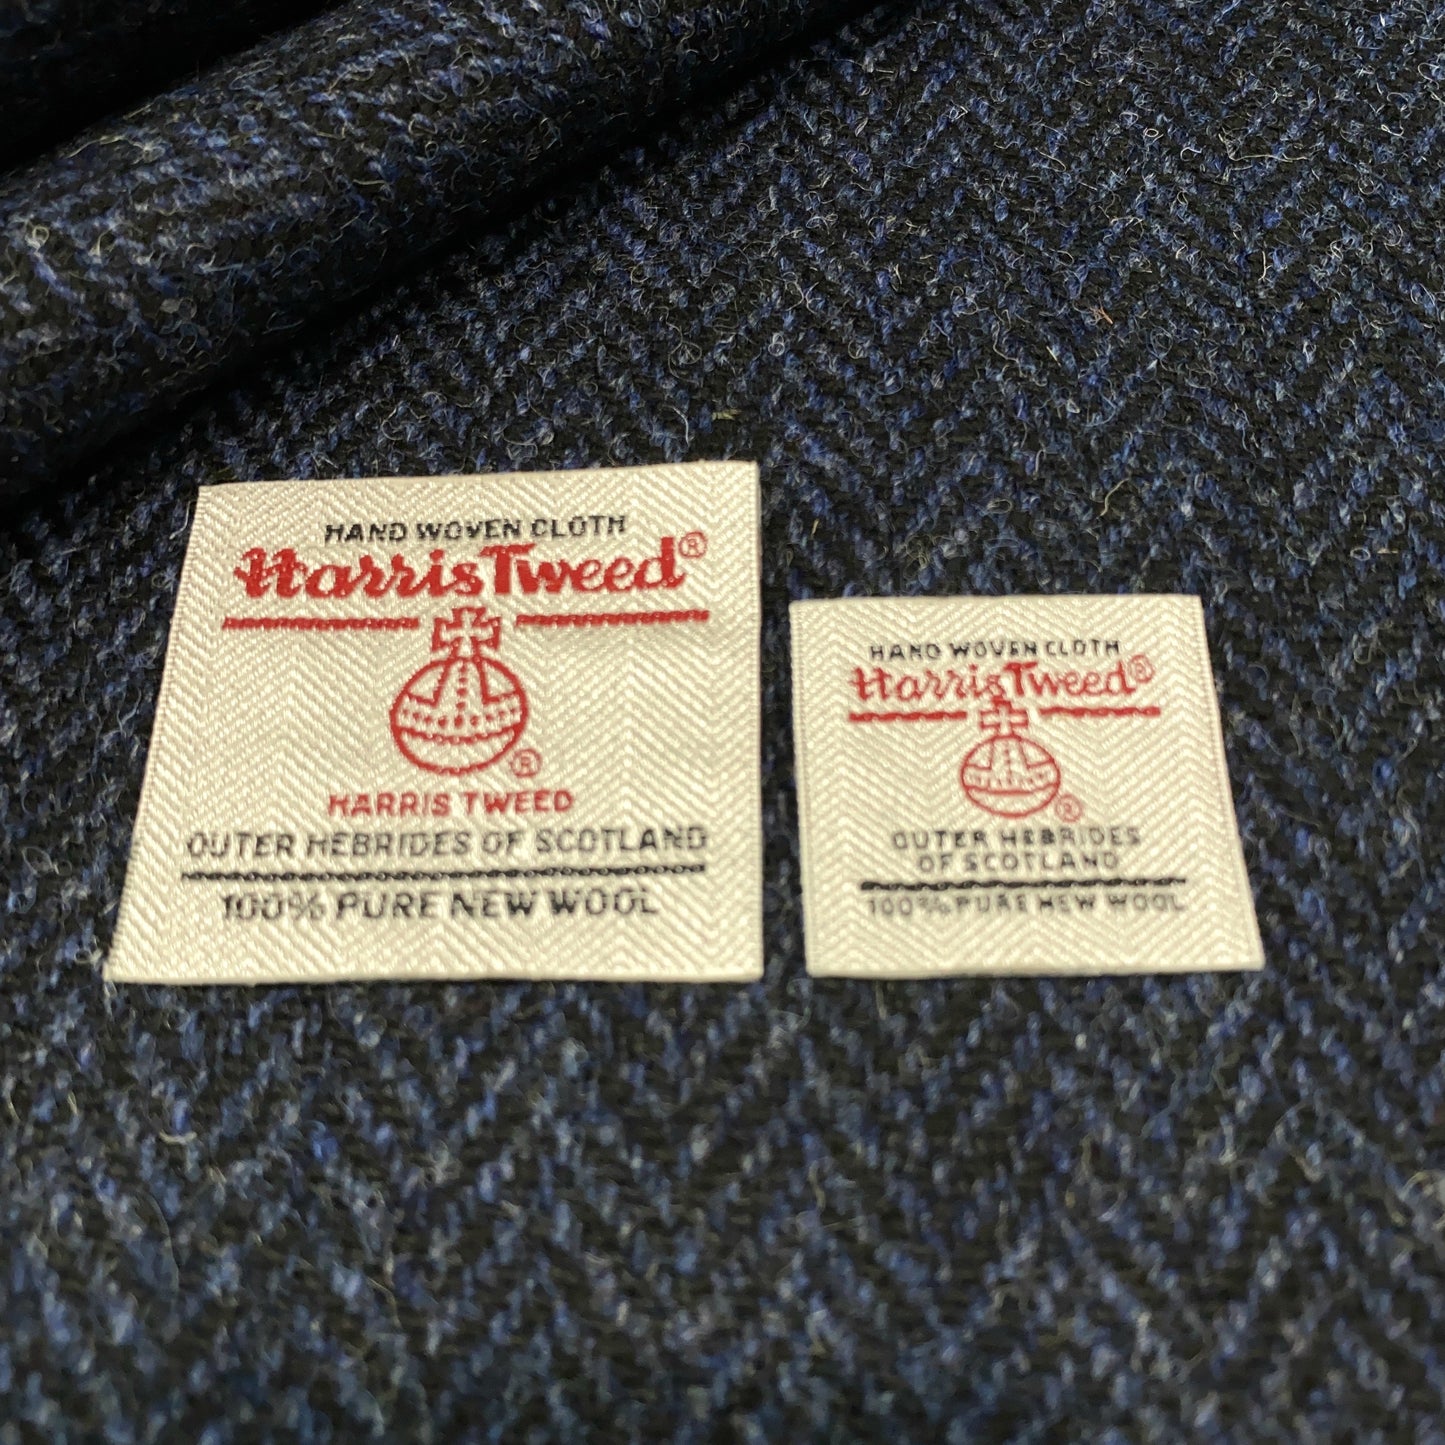 HAND WOVEN CLOTH
Harris Tweed®
®
HARRIS TWEED
OUTER HEBRIDES OF SCOTLAND
100% PURE NEW WOOL
HAND WOVEN CLOTH
Harris Tweed®
®
OUTER HEBRIDES
OF SCOTLAND
100% PURE NEW WOOL